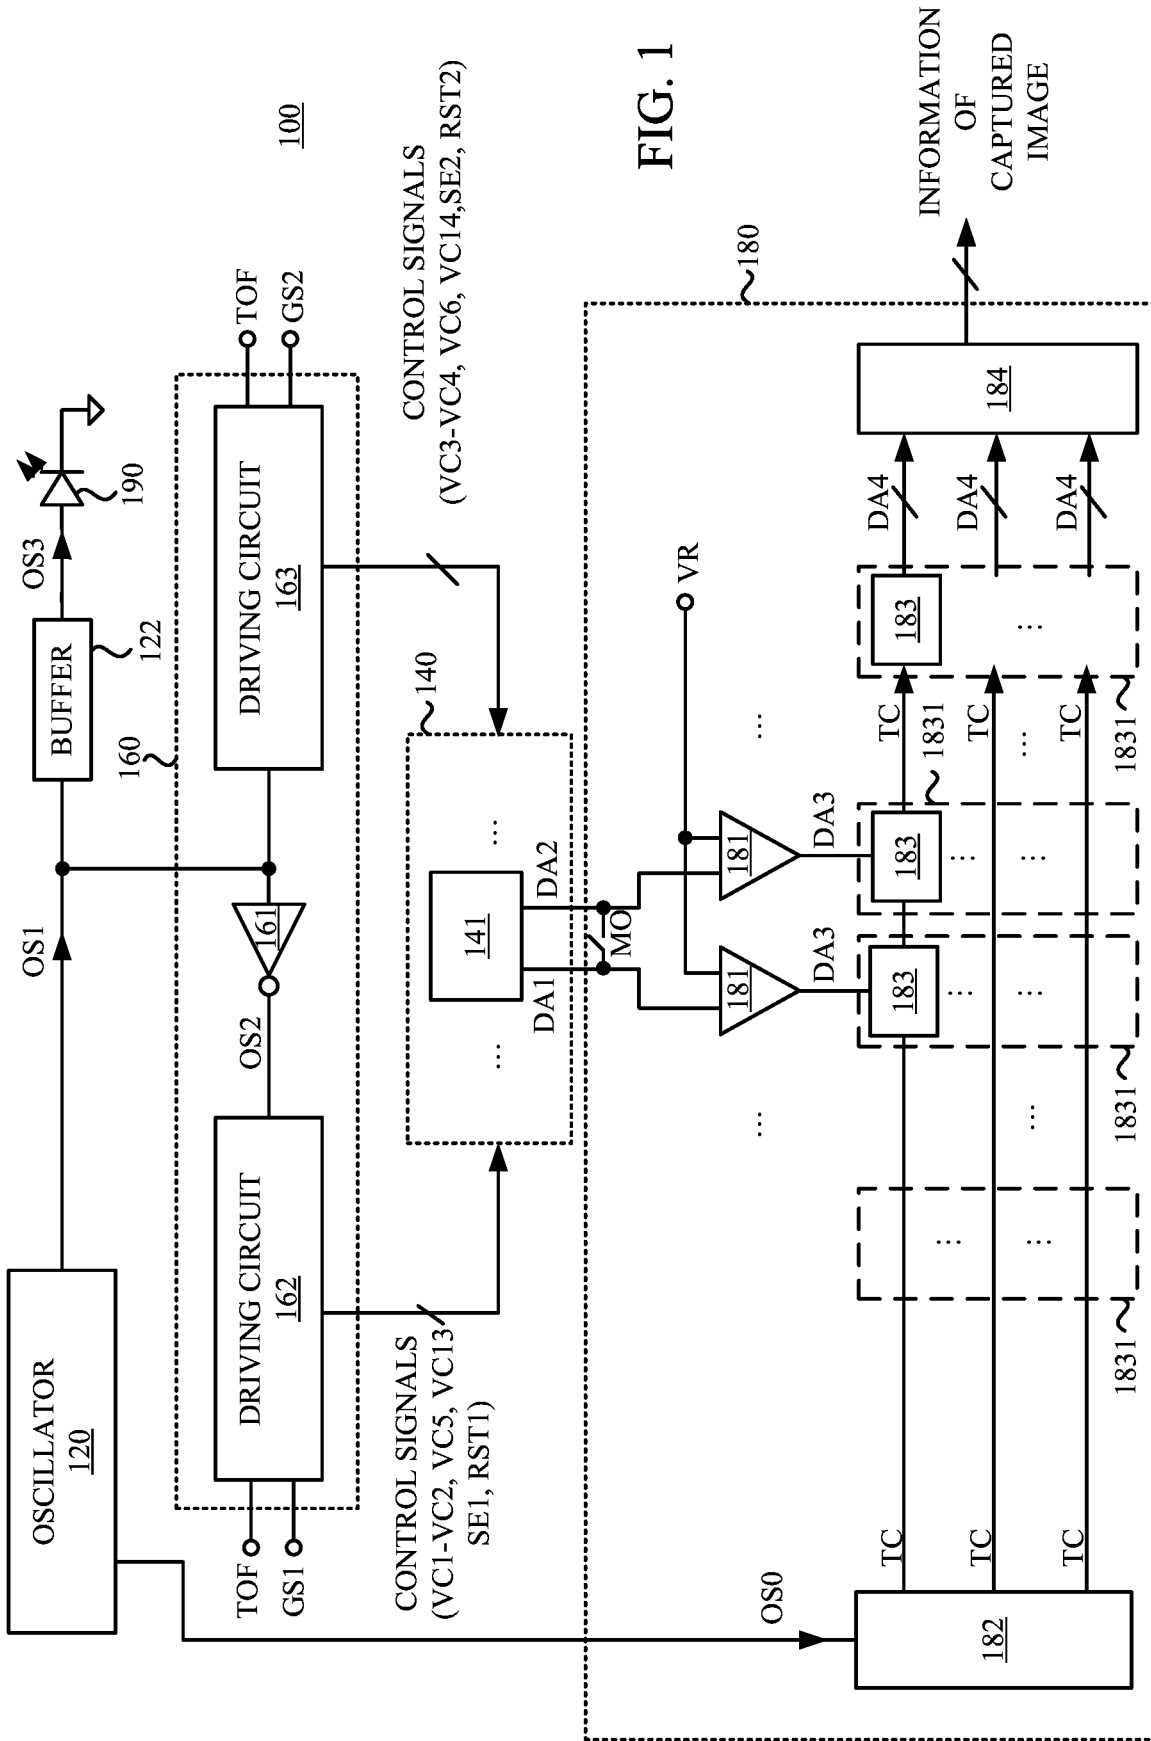 100
FIG. 1
OSCILLATOR
120
OS1
BUFFER
122
OS3
190
160
TOF
GS1
DRIVING CIRCUIT
162
OS2
161
DRIVING CIRCUIT
163
TOF
GS2
CONTROL SIGNALS
(VC1-VC2, VC5, VC13
SE1, RST1)
CONTROL SIGNALS
(VC3-VC4, VC6, VC14,SE2, RST2)
140
...
141
...
DA1
DA2
MO
VR
180
...
181
181
...
DA3
DA3
OS0
182
TC
TC
TC
1831
...
...
1831
...
183
...
...
1831
183
...
...
1831
TC
TC
...
TC
183
...
1831
DA4
DA4
DA4
184
INFORMATION
OF
CAPTURED
IMAGE